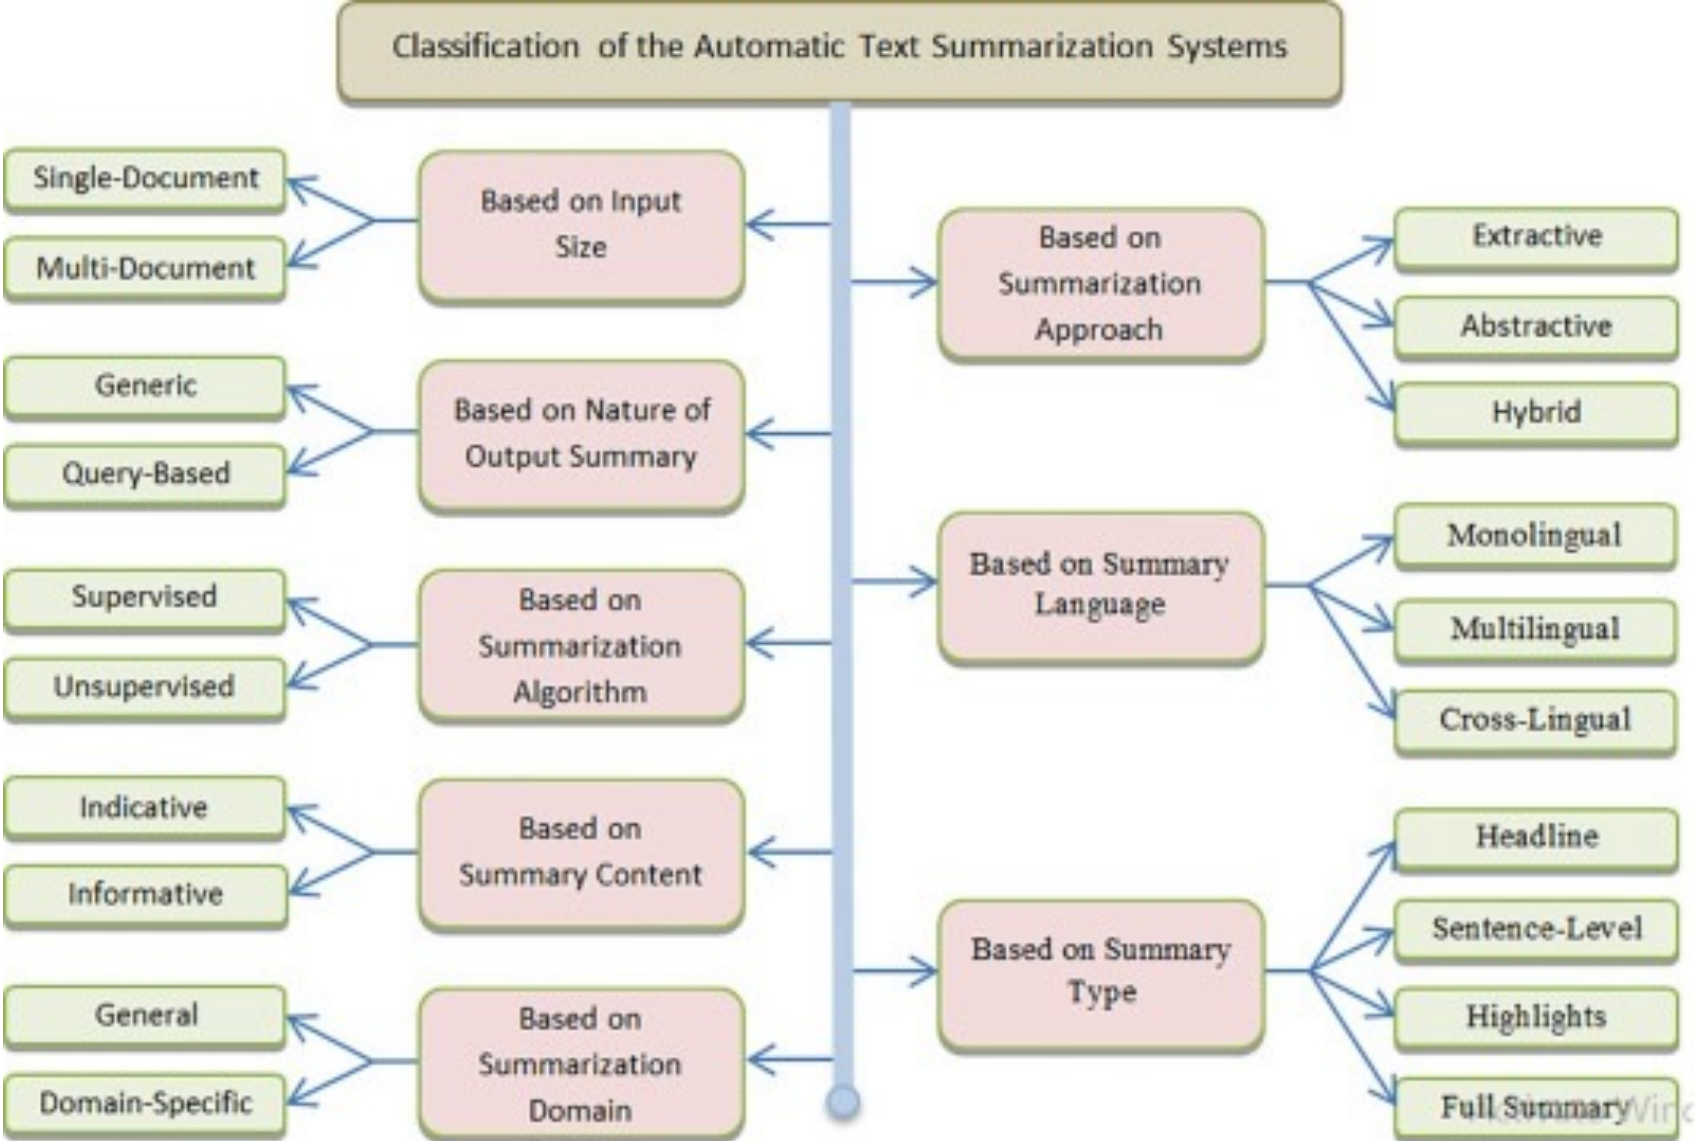 Classification of the Automatic Text Summarization Systems
Single-Document
Multi-Document
Based on Input
Size
Generic
Query-Based
Based on Nature of
Output Summary
Supervised
Unsupervised
Based on
Summarization
Algorithm
Indicative
Informative
Based on
Summary Content
General
Domain-Specific
Based on
Summarization
Domain
Based on
Summarization
Approach
Extractive
Abstractive
Hybrid
Based on Summary
Language
Monolingual
Multilingual
Cross-Lingual
Based on Summary
Type
Headline
Sentence-Level
Highlights
Full Summary